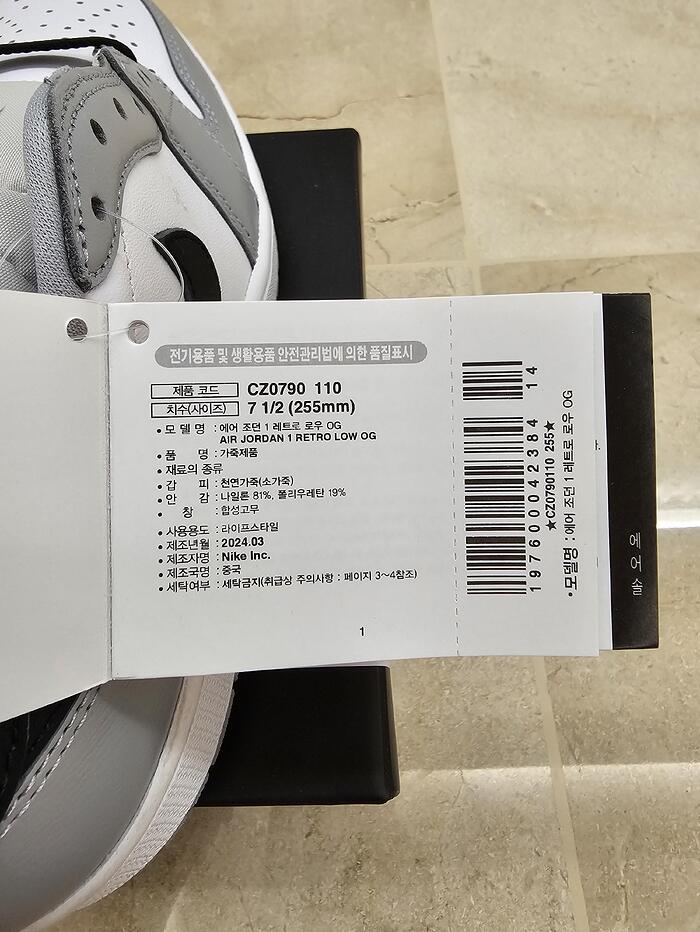 전기용품 및 생활용품 안전관리법에 의한 품질표시
제품 코드 CZ0790 110
치수(사이즈) 7 1/2 (255mm)
•모 델 명 : 에어 조던 1 레트로 로우 OG
AIR JORDAN 1 RETRO LOW OG
•품 명 : 가죽제품
•재료의 종류
•갑 피 : 천연가죽(소가죽)
•안 감 : 나일론 81%, 폴리우레탄 19%
•창 : 합성고무
•사용용도 : 라이프스타일
•제조년월 : 2024.03
•제조자명 : Nike Inc.
•제조국명 : 중국
•세탁여부 : 세탁금지(취급상 주의사항 : 페이지 3~4참조)
1
1 97600 042384 14
★CZ0790110 255★
•모델명 : 에어 조던 1 레트로 로우 OG
에어솔